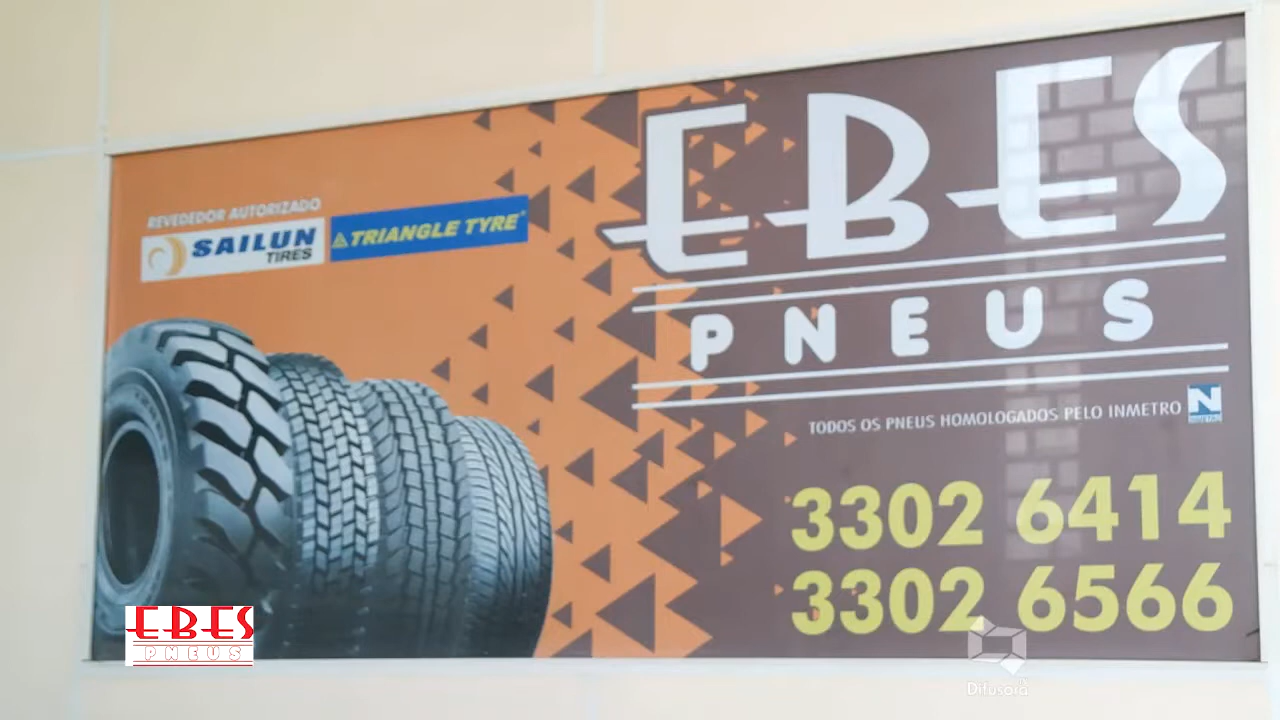 REVEDEDOR AUTORIZADO
SAILUN
TIRES
TRIANGLE TYRE
EBES
PNEUS
TODOS OS PNEUS HOMOLOGADOS PELO INMETRO
N
3302 6414
3302 6566
EBES
PNEUS
Difusora